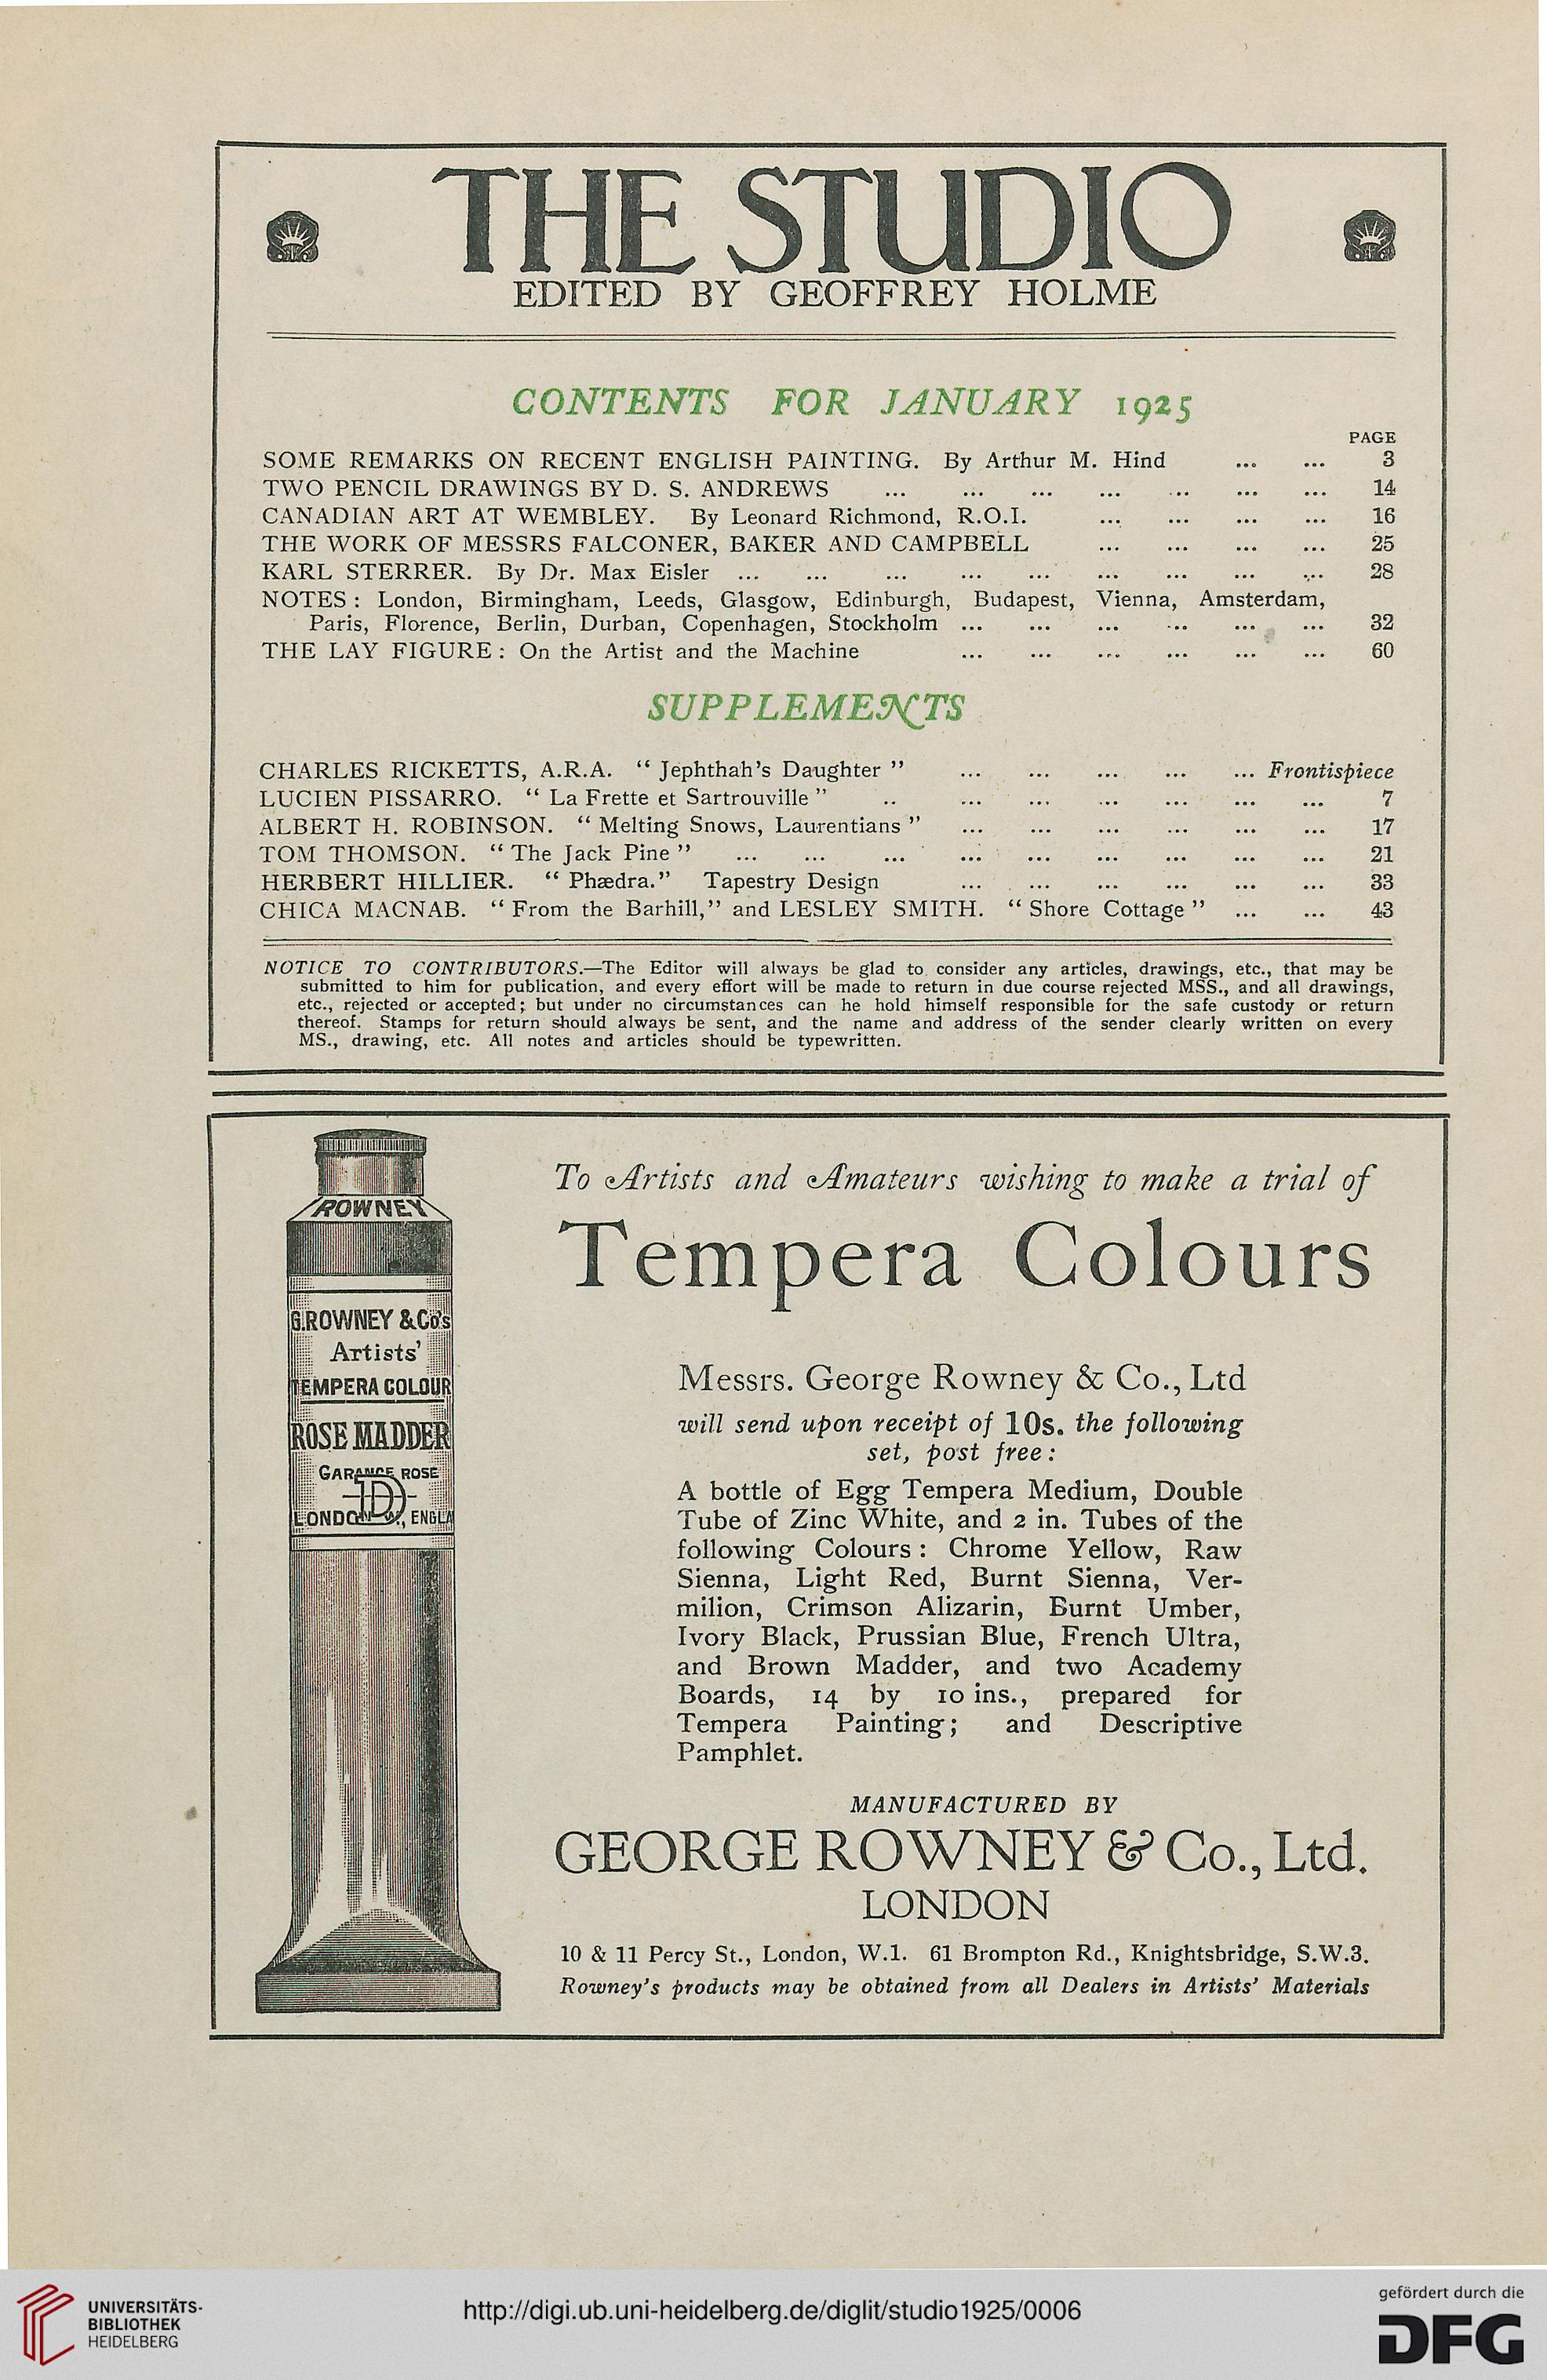 THE STUDIO
EDITED BY GEOFFREY HOLME
CONTENTS FOR JANUARY 1925
PAGE
SOME REMARKS ON RECENT ENGLISH PAINTING. By Arthur M. Hind ... ... 3
TWO PENCIL DRAWINGS BY D. S. ANDREWS ... ... ... ... ... ... ... 14
CANADIAN ART AT WEMBLEY. By Leonard Richmond, R.O.I. ... ... ... ... 16
THE WORK OF MESSRS FALCONER, BAKER AND CAMPBELL ... ... ... ... 25
KARL STERRER. By Dr. Max Eisler ... ... ... ... ... ... ... ... ... 28
NOTES : London, Birmingham, Leeds, Glasgow, Edinburgh, Budapest, Vienna, Amsterdam,
Paris, Florence, Berlin, Durban, Copenhagen, Stockholm ... ... ... ... ... ... 32
THE LAY FIGURE : On the Artist and the Machine ... ... ... ... ... ... 60
SUPPLEMENTS
CHARLES RICKETTS, A.R.A. “ Jephthah’s Daughter ” ... ... ... ... ... Frontispiece
LUCIEN PISSARRO. “ La Frette et Sartrouville ” .. ... ... ... ... ... ... 7
ALBERT H. ROBINSON. “ Melting Snows, Laurentians ” ... ... ... ... ... ... 17
TOM THOMSON. “ The Jack Pine ” ... ... ... ... ... ... ... ... ... 21
HERBERT HILLIER. “ Phædra.” Tapestry Design ... ... ... ... ... ... 33
CHICA MACNAB. “ From the Barhill,” and LESLEY SMITH. “ Shore Cottage ” ... ... 43
NOTICE TO CONTRIBUTORS.—The Editor will always be glad to consider any articles, drawings, etc., that may be
submitted to him for publication, and every effort will be made to return in due course rejected MSS., and all drawings,
etc., rejected or accepted; but under no circumstances can he hold himself responsible for the safe custody or return
thereof. Stamps for return should always be sent, and the name and address of the sender clearly written on every
MS., drawing, etc. All notes and articles should be typewritten.
ROWNEY
G.ROWNEY & Co's
Artists'
TEMPERA COLOUR
ROSE MADDER
GARANCE ROSE
To Artists and Amateurs wishing to make a trial of
Tempera Colours
Messrs. George Rowney & Co., Ltd
will send upon receipt of 10s. the following
set, post free :
A bottle of Egg Tempera Medium, Double
Tube of Zinc White, and 2 in. Tubes of the
following Colours : Chrome Yellow, Raw
Sienna, Light Red, Burnt Sienna, Ver-
milion, Crimson Alizarin, Burnt Umber,
Ivory Black, Prussian Blue, French Ultra,
and Brown Madder, and two Academy
Boards, 14 by 10 ins., prepared for
Tempera Painting ; and Descriptive
Pamphlet.
MANUFACTURED BY
GEORGE ROWNEY & Co., Ltd.
LONDON
10 & 11 Percy St., London, W.1. 61 Brompton Rd., Knightsbridge, S.W.3.
Rowney’s products may be obtained from all Dealers in Artists’ Materials
UNIVERSITÄTS-
BIBLIOTHEK
HEIDELBERG
http://digi.ub.uni-heidelberg.de/diglit/studio1925/0006
gefördert durch die
DFG